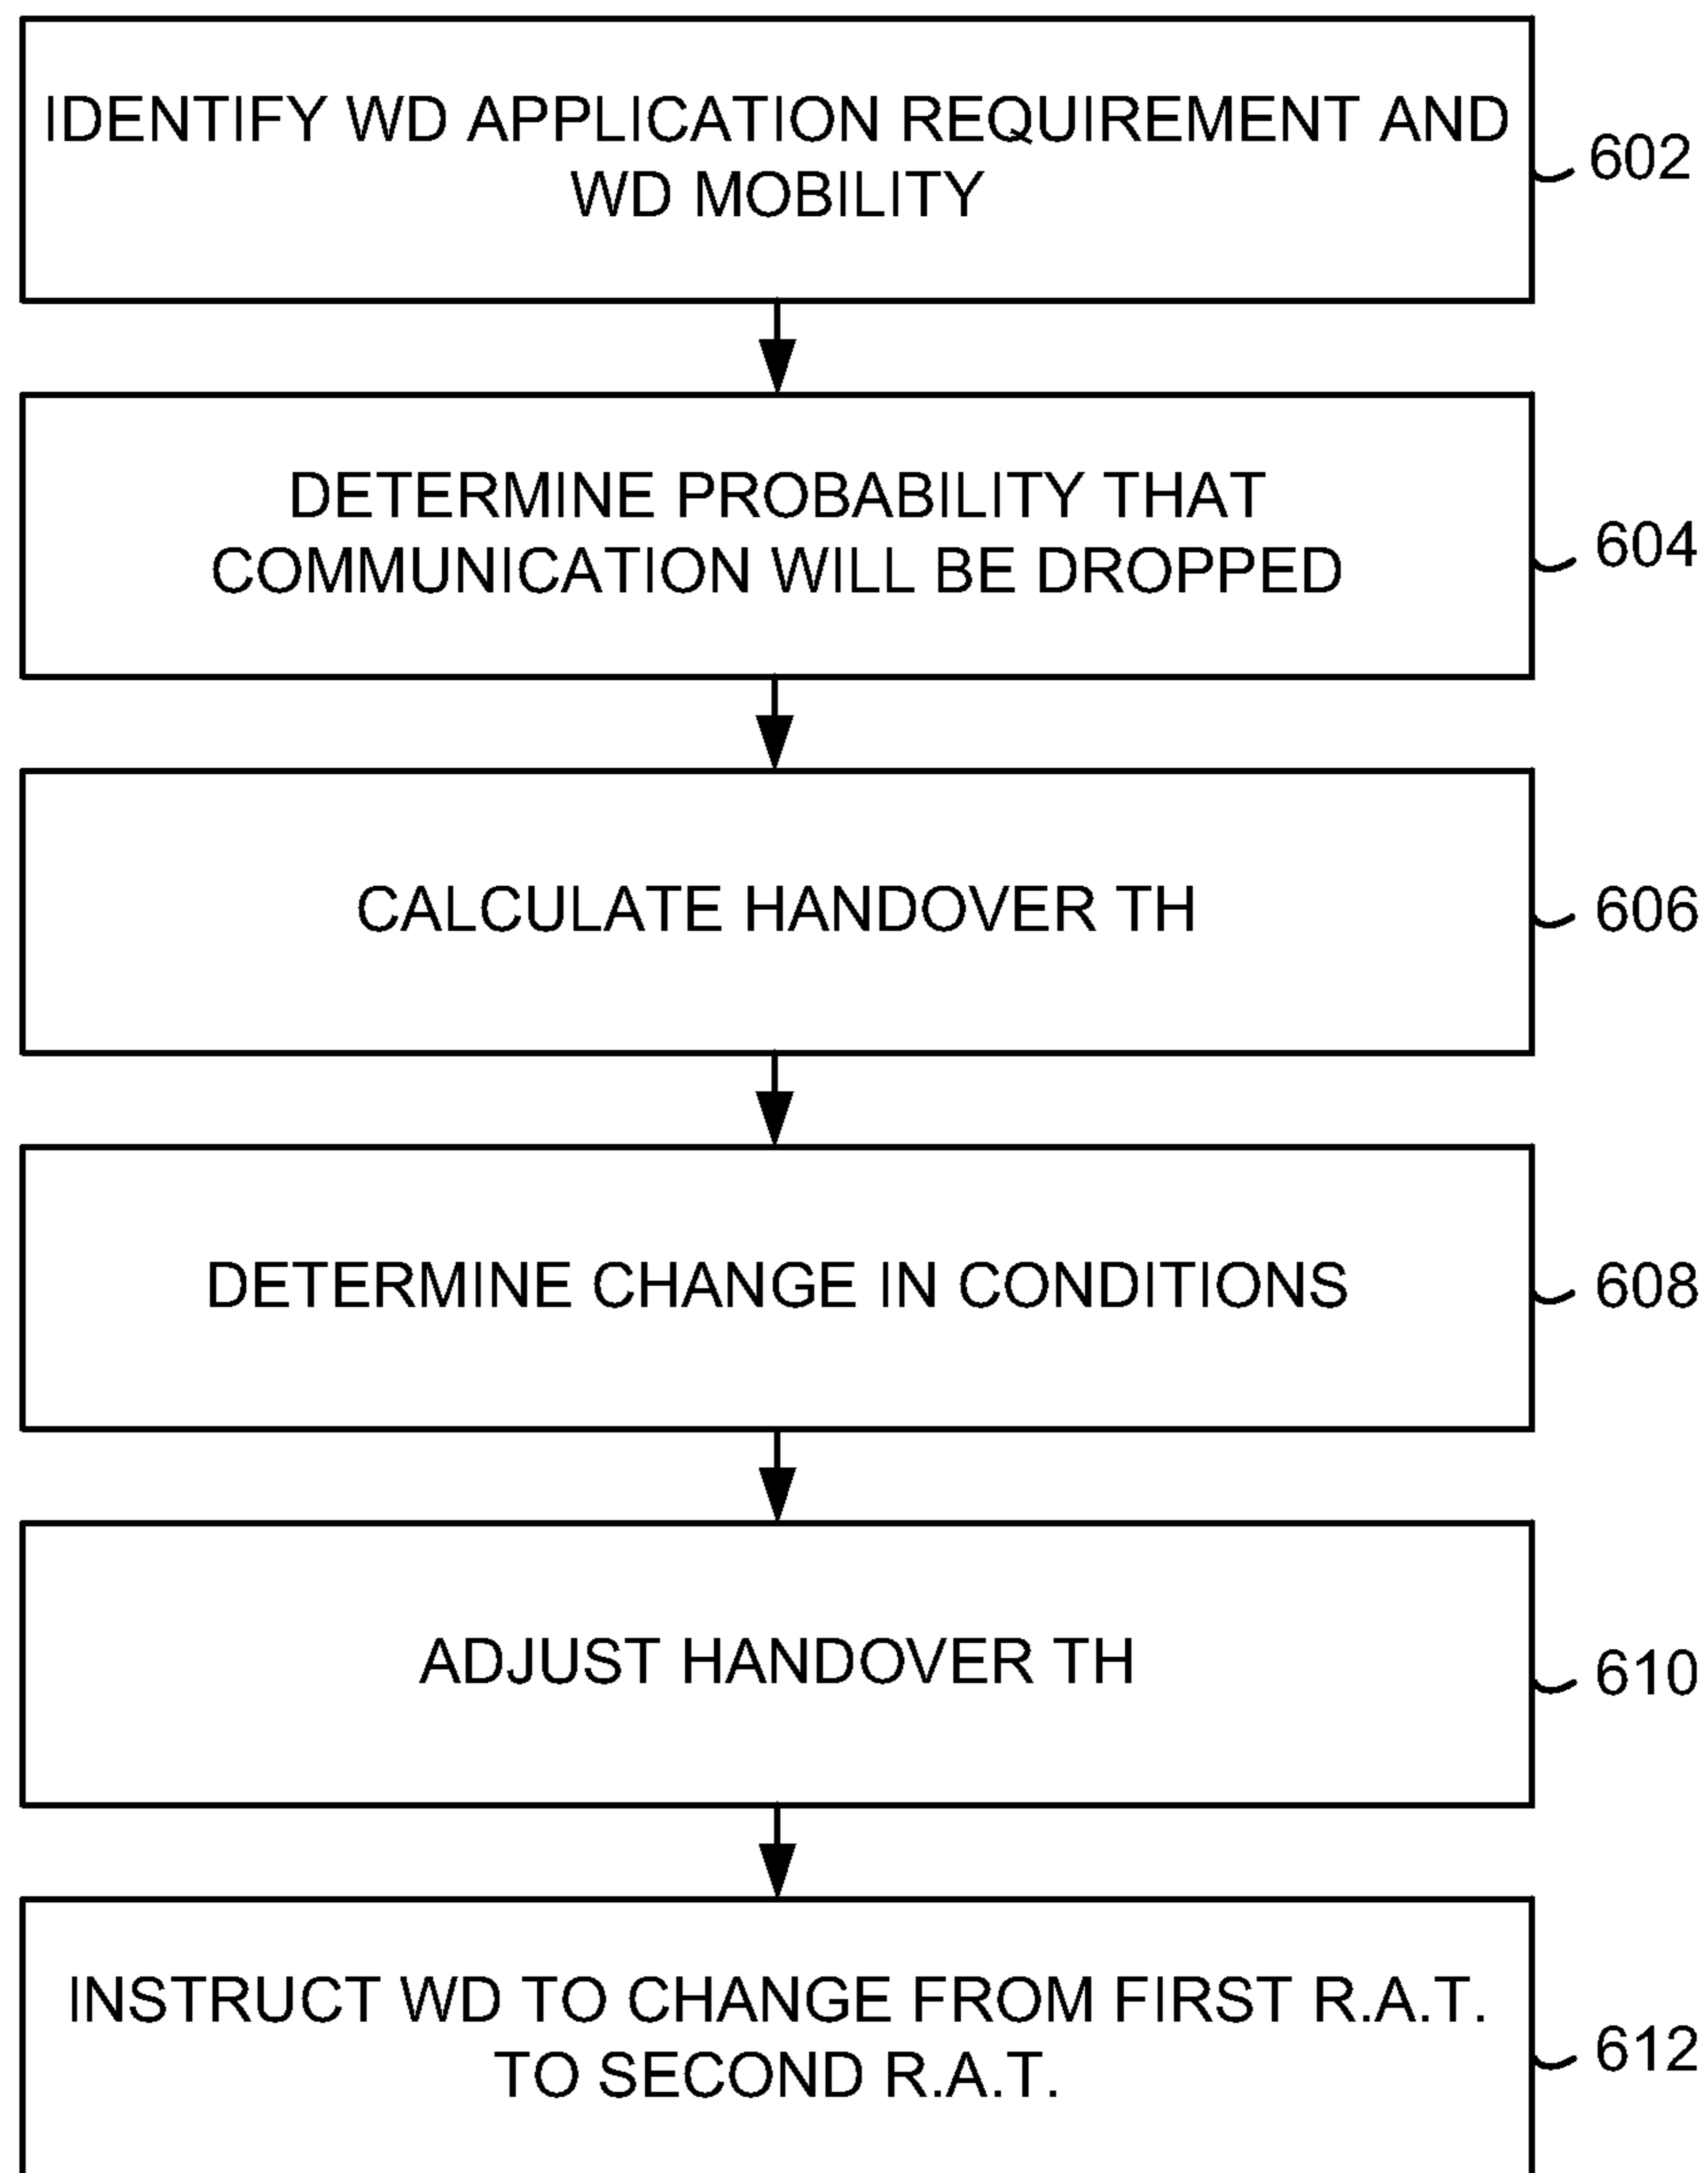 IDENTIFY WD APPLICATION REQUIREMENT AND
WD MOBILITY
602
DETERMINE PROBABILITY THAT
COMMUNICATION WILL BE DROPPED
604
CALCULATE HANDOVER TH
606
DETERMINE CHANGE IN CONDITIONS
608
ADJUST HANDOVER TH
610
INSTRUCT WD TO CHANGE FROM FIRST R.A.T.
TO SECOND R.A.T.
612